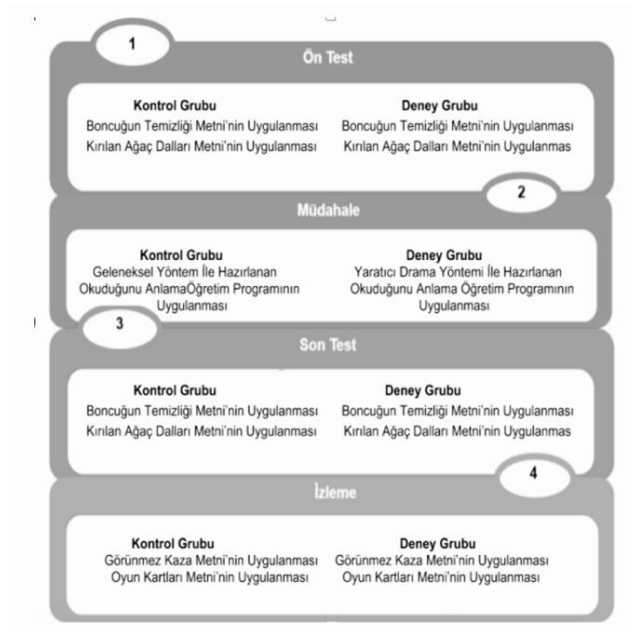 1
Ön Test
Kontrol Grubu
Boncuğun Temizliği Metni'nin Uygulanması
Kırılan Ağaç Dalları Metni'nin Uygulanması
Deney Grubu
Boncuğun Temizliği Metni'nin Uygulanması
Kırılan Ağaç Dalları Metni'nin Uygulanmas
2
Müdahale
Kontrol Grubu
Geleneksel Yöntem İle Hazırlanan
Okuduğunu AnlamaÖğretim Programının
Uygulanması
Deney Grubu
Yaratıcı Drama Yöntemi İle Hazırlanan
Okuduğunu Anlama Öğretim Programının
Uygulanması
3
Son Test
Kontrol Grubu
Boncuğun Temizliği Metni'nin Uygulanması
Kırılan Ağaç Dalları Metni'nin Uygulanması
Deney Grubu
Boncuğun Temizliği Metni'nin Uygulanması
Kırılan Ağaç Dalları Metni'nin Uygulanmas
4
İzleme
Kontrol Grubu
Görünmez Kaza Metni'nin Uygulanması
Oyun Kartları Metni'nin Uygulanması
Deney Grubu
Görünmez Kaza Metni'nin Uygulanması
Oyun Kartları Metni'nin Uygulanması